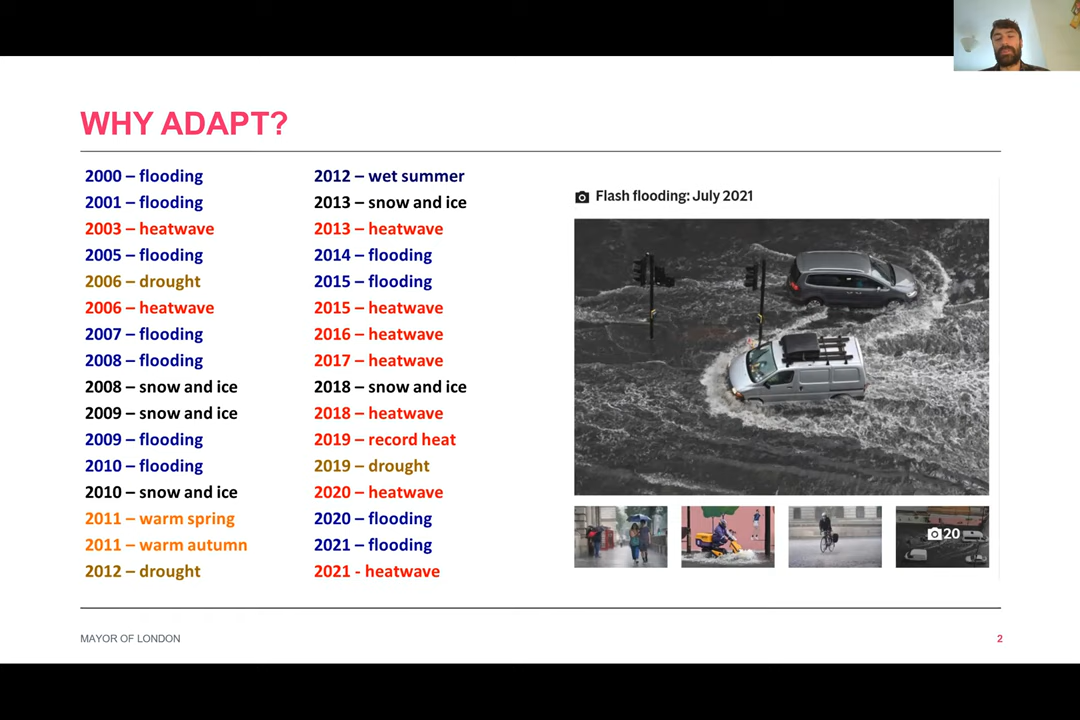 WHY ADAPT?
2000 – flooding
2001 – flooding
2003 – heatwave
2005 – flooding
2006 – drought
2006 – heatwave
2007 – flooding
2008 – flooding
2008 – snow and ice
2009 – snow and ice
2009 – flooding
2010 – flooding
2010 – snow and ice
2011 – warm spring
2011 – warm autumn
2012 – drought
2012 – wet summer
2013 – snow and ice
2013 – heatwave
2014 – flooding
2015 – flooding
2015 – heatwave
2016 – heatwave
2017 – heatwave
2018 – snow and ice
2018 – heatwave
2019 – record heat
2019 – drought
2020 – heatwave
2020 – flooding
2021 – flooding
2021 - heatwave
Flash flooding: July 2021
20
MAYOR OF LONDON
2